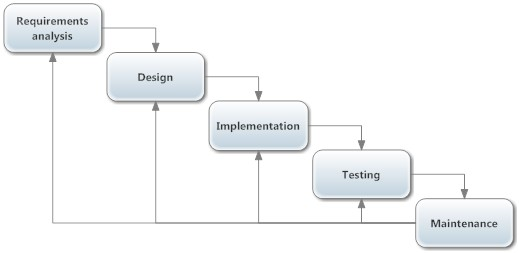 Requirements
analysis
Design
Implementation
Testing
Maintenance